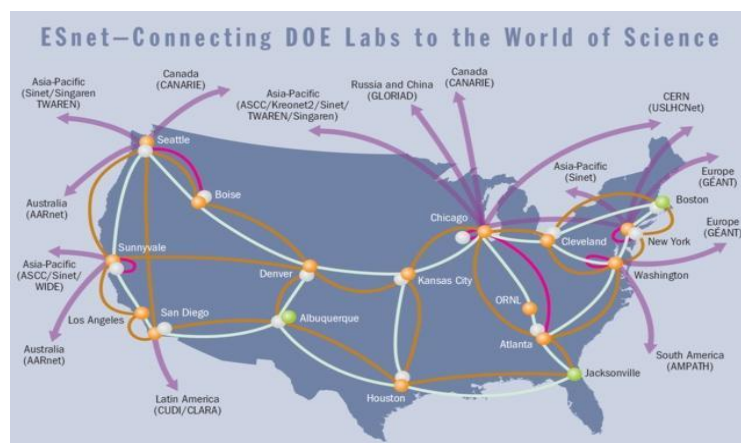 ESnet—Connecting DOE Labs to the World of Science
Asia-Pacific
(Sinet/Singaren
TWAREN)
Canada
(CANARIE)
Asia-Pacific
(ASCC/Kreonet2/Sinet/
TWAREN/Singaren)
Russia and China
(GLORIAD)
Canada
(CANARIE)
CERN
(USLHCNet)
Asia-Pacific
(Sinet)
Europe
(GÉANT)
Seattle
Boise
Australia
(AARnet)
Chicago
Boston
Cleveland
New York
Europe
(GÉANT)
Sunnyvale
Asia-Pacific
(ASCC/Sinet/
WIDE)
Denver
Kansas City
Washington
Los Angeles
San Diego
Albuquerque
ORNL
Atlanta
Australia
(AARnet)
South America
(AMPATH)
Jacksonville
Houston
Latin America
(CUDI/CLARA)